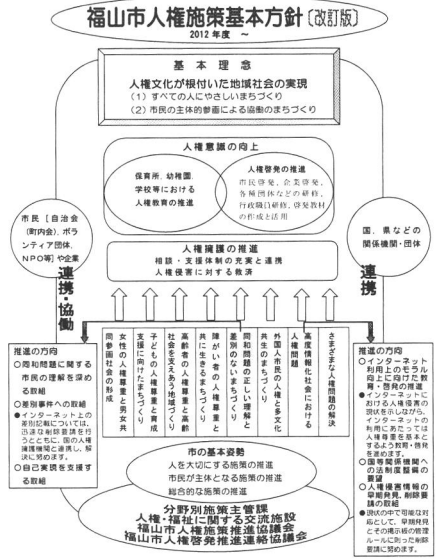 福山市人権施策基本方針〔改訂版〕
2012年度 ～
基本理念
人権文化が根付いた地域社会の実現
（1）すべての人にやさしいまちづくり
（2）市民の主体的参画による協働のまちづくり
人権意識の向上
保育所、幼稚園、
学校等における
人権教育の推進
人権啓発の推進
市民啓発，企業啓発，
各種団体などの研修，
行政職員研修，啓発教材
の作成と活用
市民［自治会
（町内会），ボラ
ンティア団体，
NPO等］や企業
国，県などの
関係機関・団体
人権擁護の推進
相談・支援体制の充実と連携
人権侵害に対する救済
連携・協働
連携
推進の方向
○同和問題に関する
市民の理解を深め
る取組
○差別事件への取組
●インターネット上の
差別記載については，
迅速な削除要請を行
うとともに，国の人権
擁護機関と連携し，解
決に努めます。
○自己実現を支援す
る取組
女性の人権尊重と男女共
同参画社会の形成
子どもの人権尊重と育成
支援に向けたまちづくり
高齢者の人権尊重と高齢
社会を支えあう地域づくり
障がい者の人権尊重と
共に生きるまちづくり
同和問題の正しい理解と
差別のないまちづくり
外国人市民の人権と多文化
共生のまちづくり
高度情報化社会における
人権問題
さまざまな人権問題の解決
推進の方向
○インターネット
利用上のモラル
向上に向けた教
育・啓発の推進
●インターネットに
おける人権侵害の
現状を示しながら，
インターネットの
利用にあたっては
人権尊重を基本と
するよう教育・啓発
を進めます。
○国等関係機関へ
の法制度整備の
要望
○人権侵害情報の
早期発見，削除要
請の取組
●現状の中で可能な対
応として，早期発見
とその掲示板の管理
ルールに則った削除
要請に努めます。
市の基本姿勢
人を大切にする施策の推進
市民が主体となる施策の推進
総合的な施策の推進
分野別施策主管課
人権・福祉に関する交流施設
福山市人権施策推進協議会
福山市人権啓発推進連絡協議会